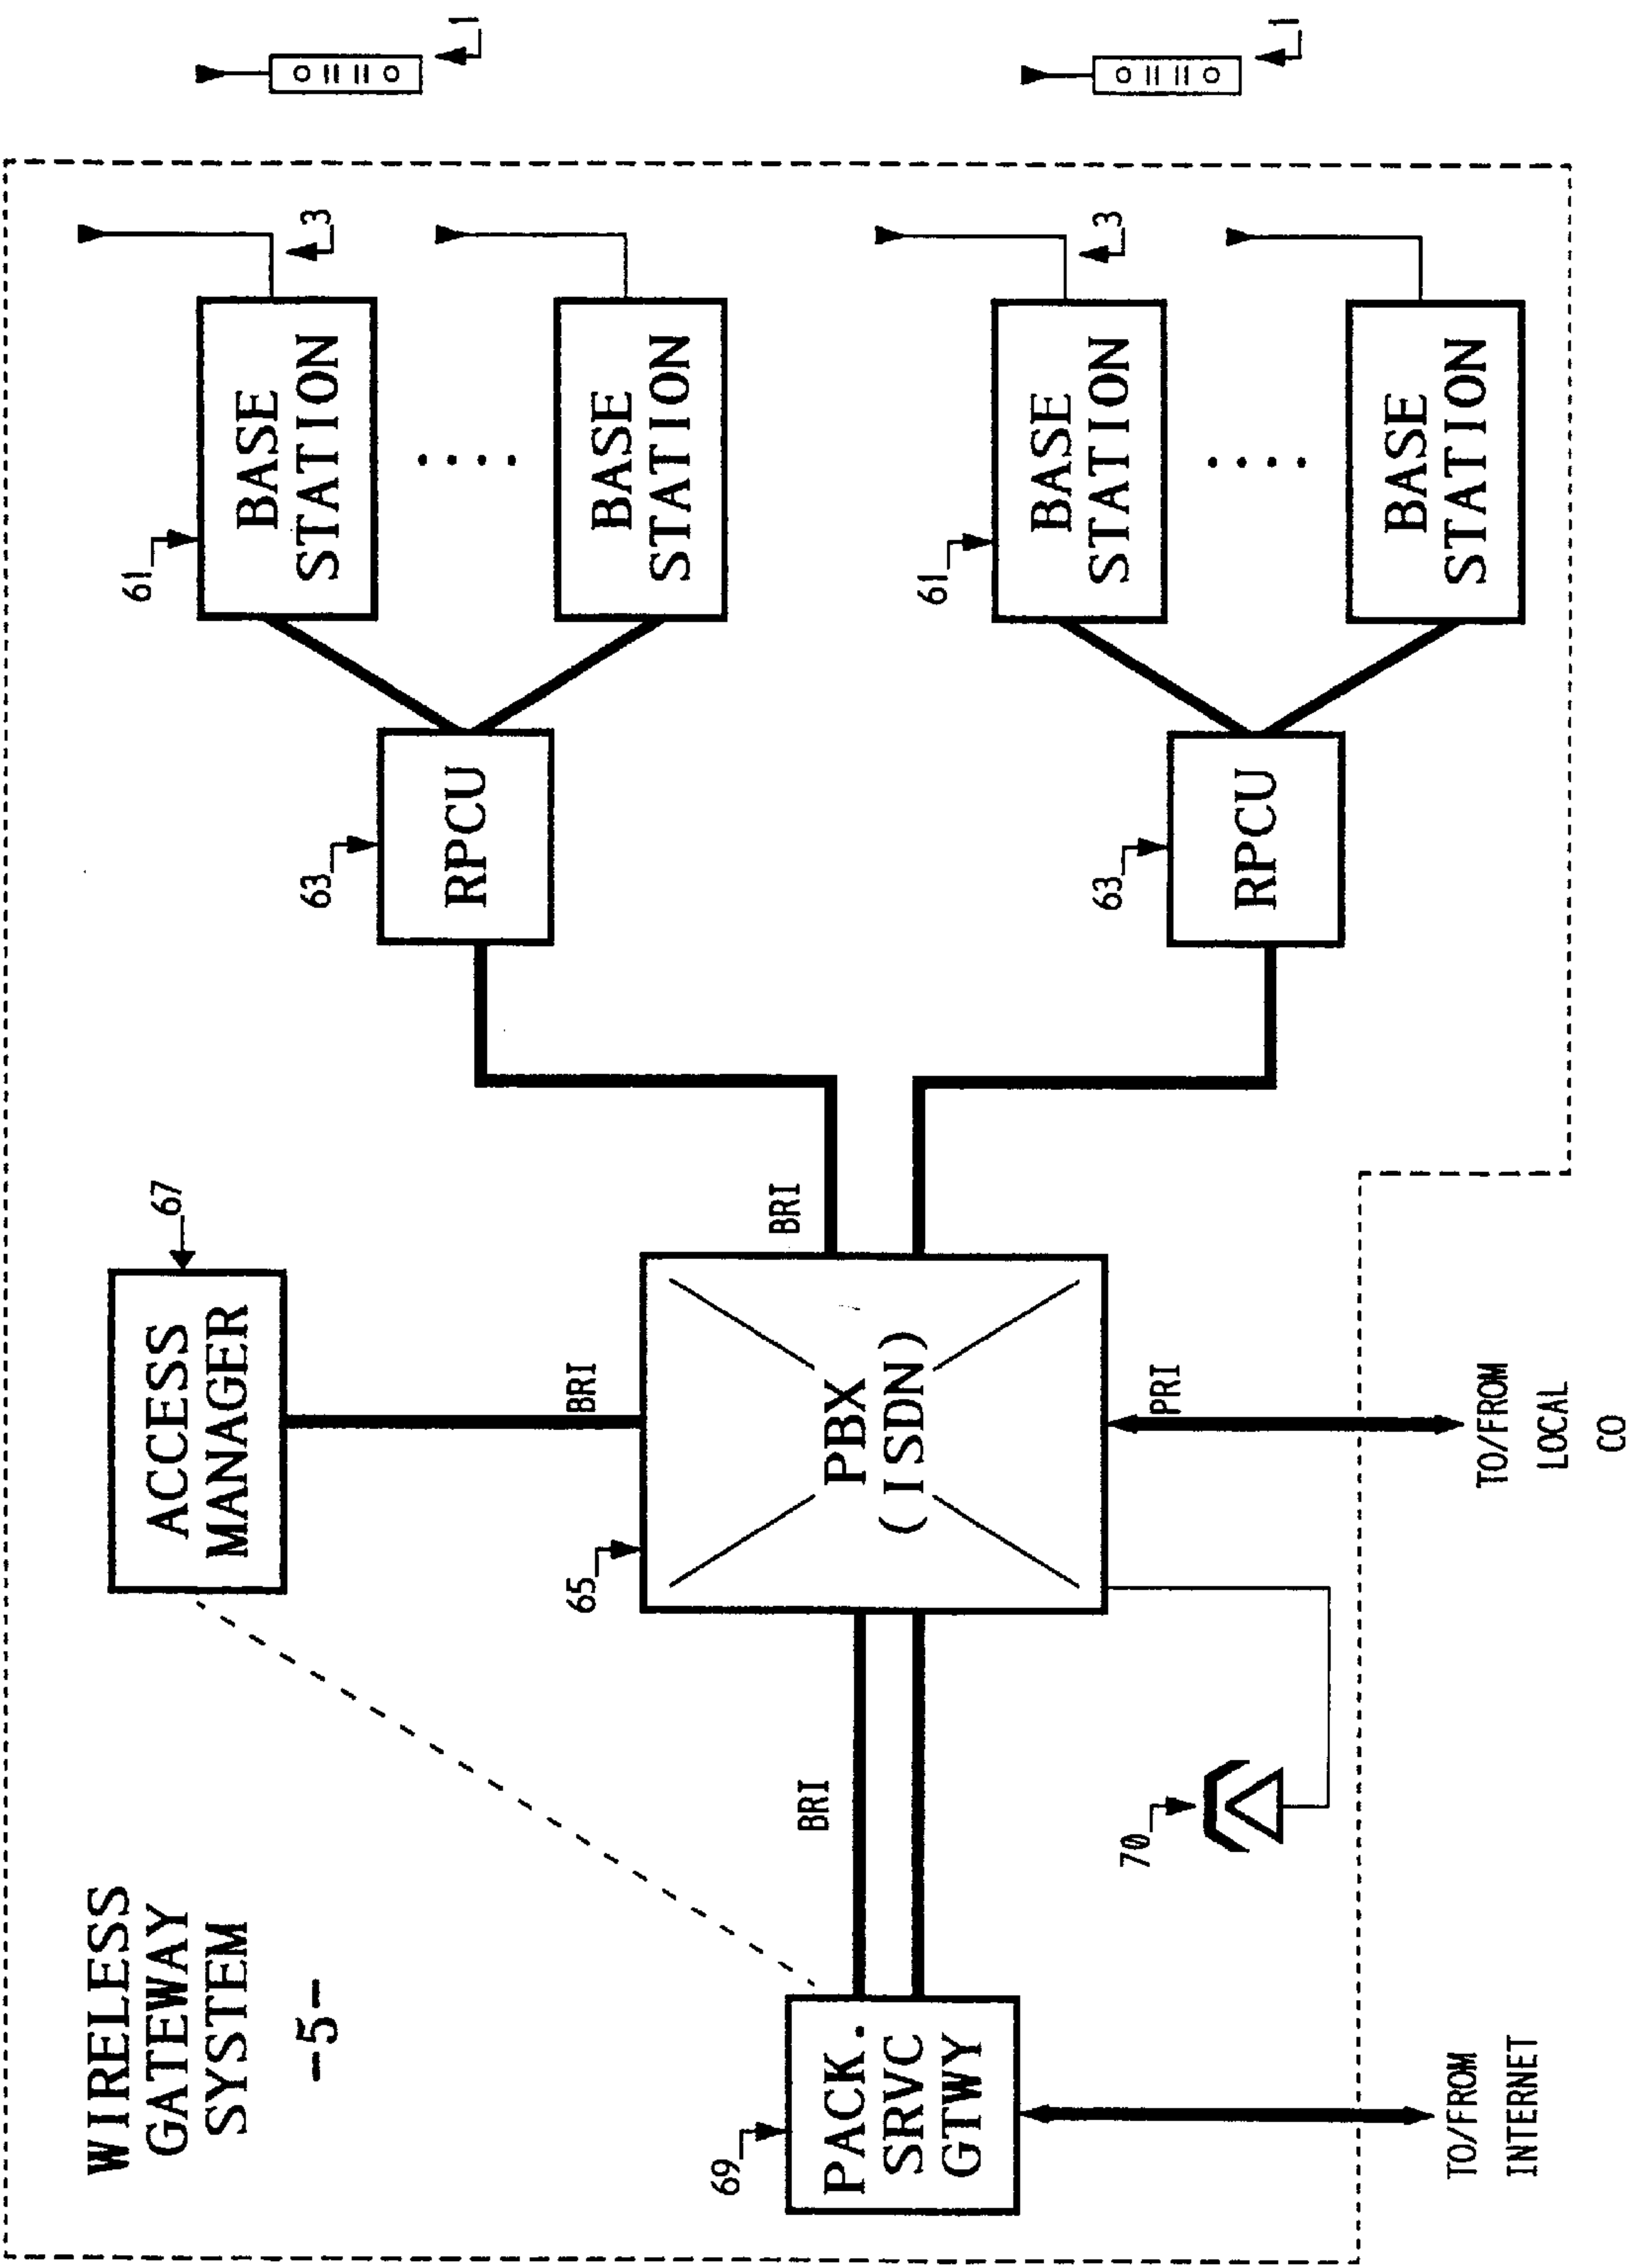 WIRELESS
GATEWAY
SYSTEM
-5-
67
ACCESS
MANAGER
BRI
65
PBX
(ISDN)
BRI
BRI
PRI
69
PACK.
SRVC
GTWY
70
63
RPCU
63
RPCU
61
BASE
STATION
3
BASE
STATION
61
BASE
STATION
3
BASE
STATION
1
1
TO/FROM
INTERNET
TO/FROM
LOCAL
CO